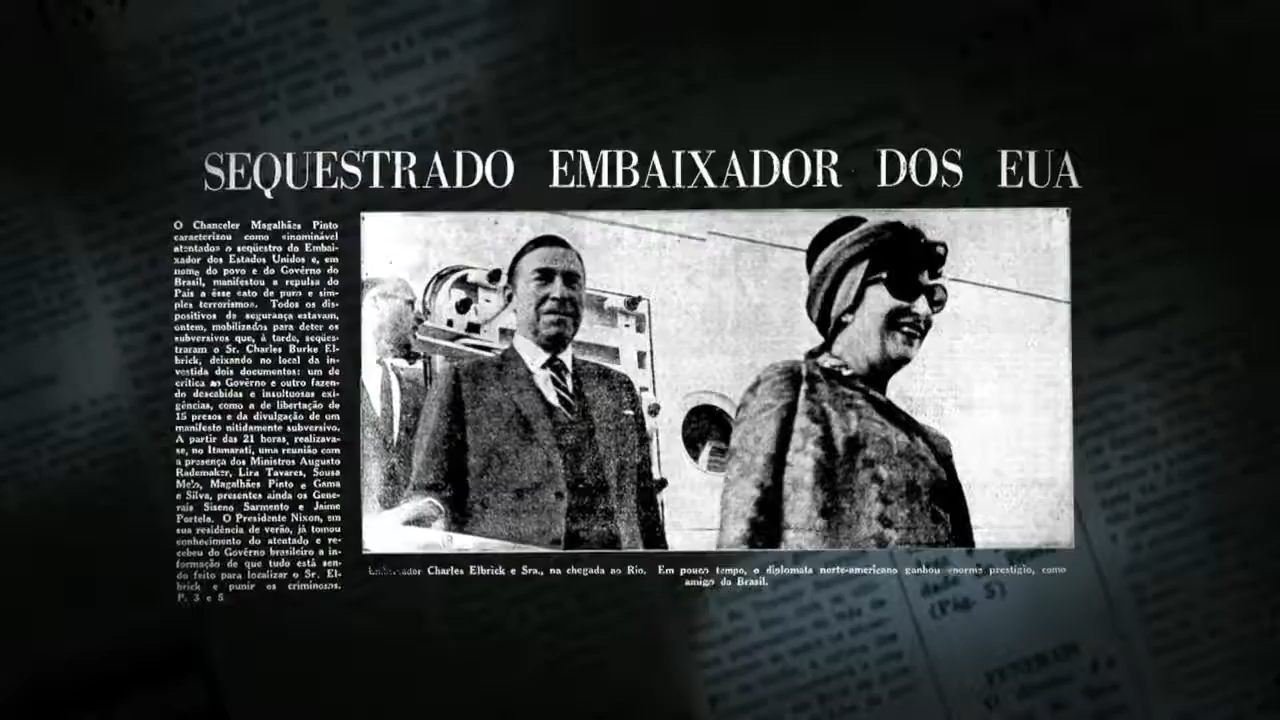 SEQUESTRADO EMBAIXADOR DOS EUA
O Chanceler Magalhães Pinto
caracterizou como «inominável
atentado» o seqüestro do Embai-
xador dos Estados Unidos e, em
nome do povo e do Govêrno do
Brasil, manifestou a repulsa do
País a êsse «ato de puro e sim-
ples terrorismo». Todos os dis-
positivos de segurança estavam,
ontem, mobilizados para deter os
subversivos que, à tarde, seqües-
traram o Sr. Charles Burke El-
brick, deixando no local da in-
vestida dois documentos: um de
crítica ao Govêrno e outro fazen-
do descabidas e insultuosas exi-
gências, como a de libertação de
15 presos e da divulgação de um
manifesto nitidamente subversivo.
A partir das 21 horas, realizava-
se, no Itamarati, uma reunião com
a presença dos Ministros Augusto
Rademaker, Lira Tavares, Sousa
Melo, Magalhães Pinto e Gama
e Silva, presentes ainda os Gene-
rais Siseno Sarmento e Jaime
Portela. O Presidente Nixon, em
sua residência de verão, já tomou
conhecimento do atentado e re-
cebeu do Govêrno brasileiro a in-
formação de que tudo está sen-
do feito para localizar o Sr. El-
brick e punir os criminosos.
P. 3 e 5
Embaixador Charles Elbrick e Sra., na chegada ao Rio. Em pouco tempo, o diplomata norte-americano ganhou enorme prestígio, como
amigo do Brasil.
(Pág. 5)